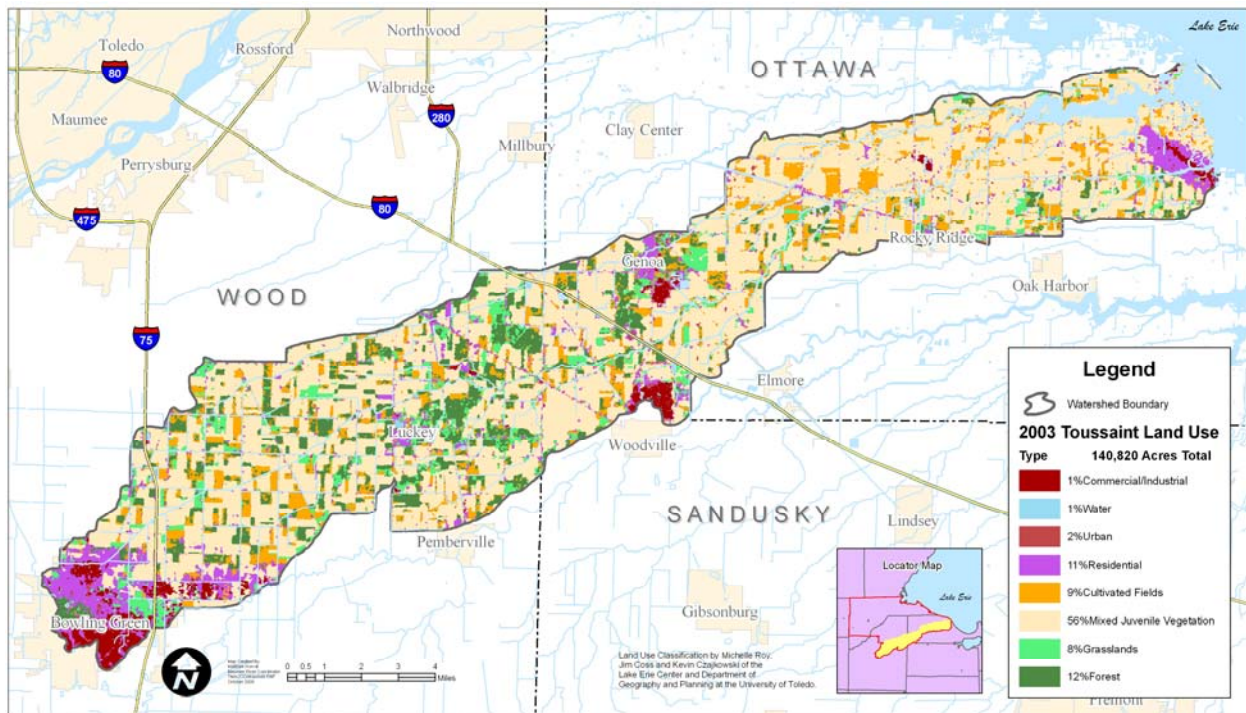 Lake Erie
Northwood
Toledo
Rossford
80
OTTAWA
Walbridge
280
Clay Center
Maumee
Millbury
Perrysburg
80
475
Rocky Ridge
Genoa
Oak Harbor
WOOD
75
Elmore
Luckey
Woodville
SANDUSKY
Lindsey
Pemberville
Gibsonburg
Bowling Green
Fremont
N
0 0.5 1 2 3 4
Miles
Land Use Classification by Michelle Roy,
Jim Coss and Kevin Czajkowski of the
Lake Erie Center and Department of
Geography and Planning at the University of Toledo.
Locator Map
Lake Erie
Legend
Watershed Boundary
2003 Toussaint Land Use
Type 140,820 Acres Total
1%Commercial/Industrial
1%Water
2%Urban
11%Residential
9%Cultivated Fields
56%Mixed Juvenile Vegetation
8%Grasslands
12%Forest